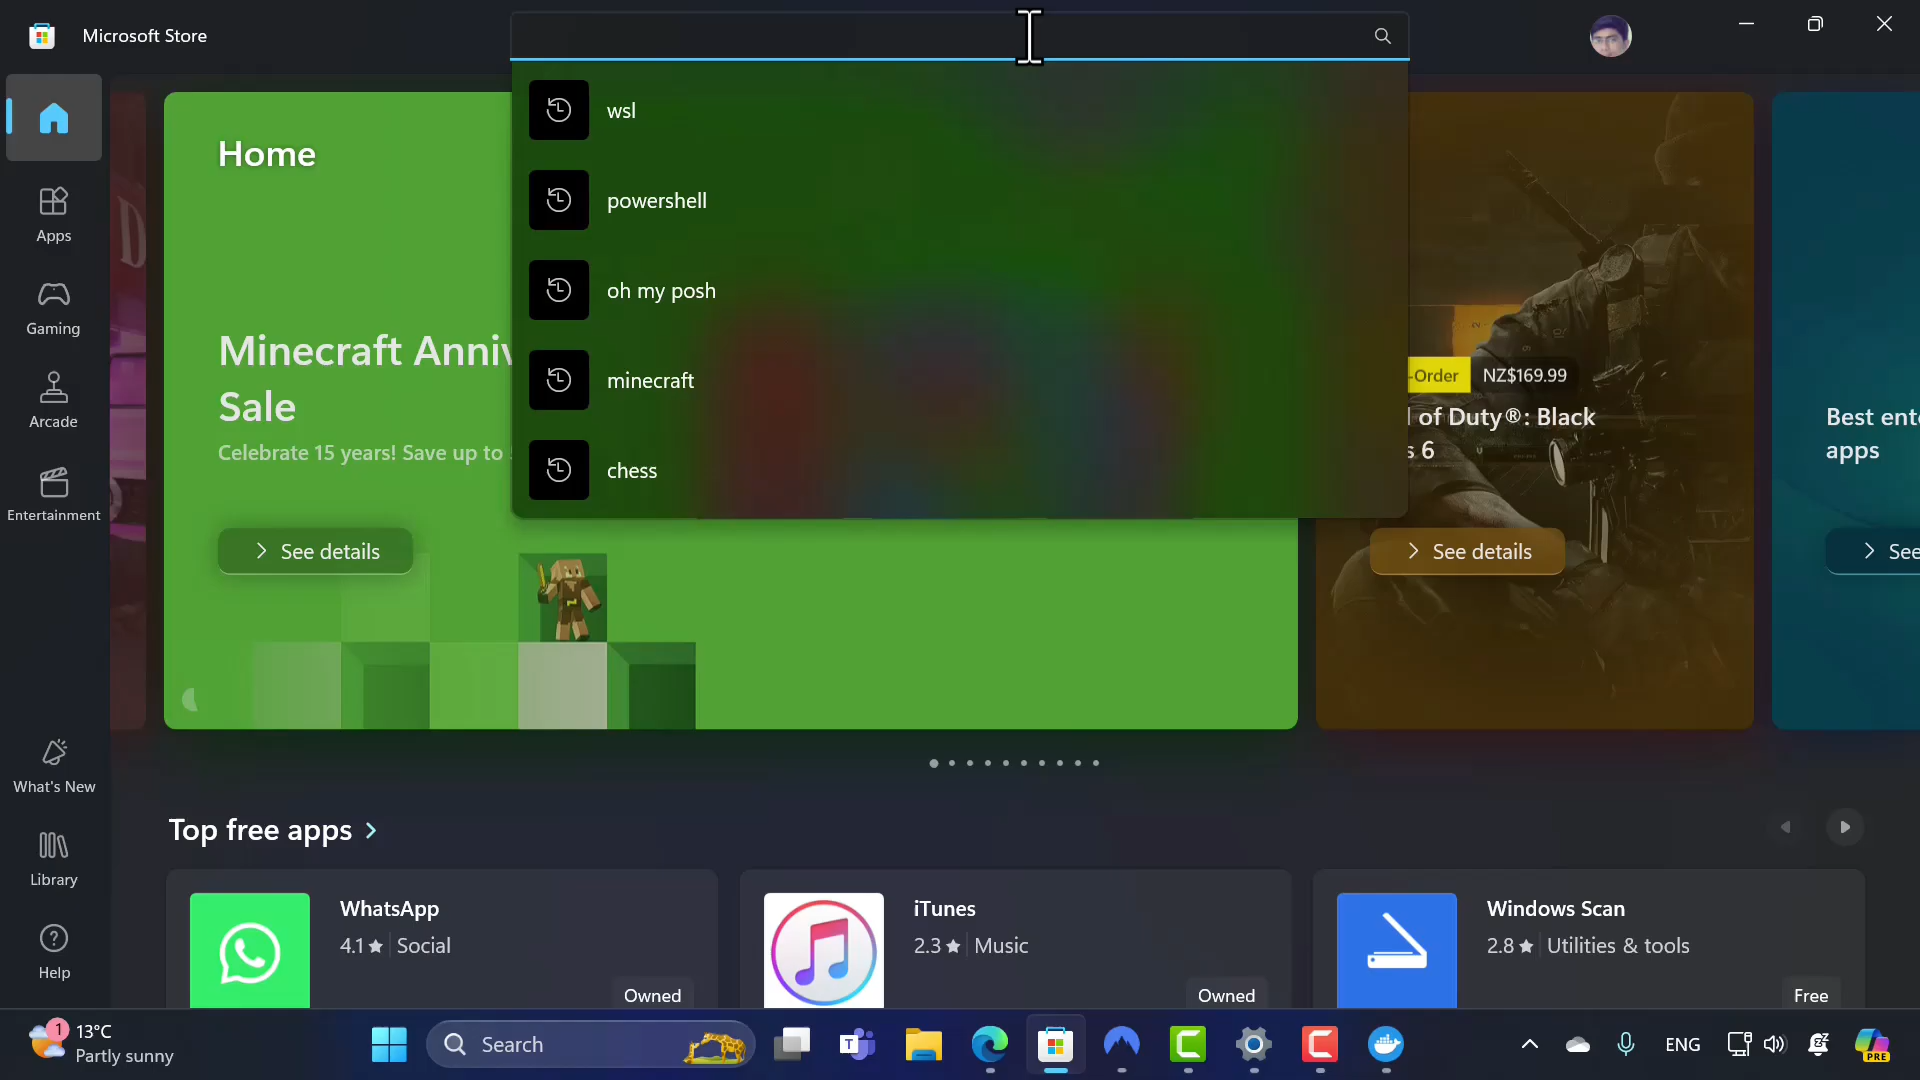 Microsoft Store
wsl
powershell
oh my posh
minecraft
chess
Home
Apps
Gaming
Arcade
Entertainment
What's New
Library
Help
Home
Minecraft Anniv
Sale
Celebrate 15 years! Save up to
See details
-Order NZ$169.99
l of Duty®: Black
s 6
See details
Best ent
apps
See
Top free apps
WhatsApp
4.1★ Social
Owned
iTunes
2.3★ Music
Owned
Windows Scan
2.8★ Utilities & tools
Free
1
13°C
Partly sunny
Search
ENG
PRE